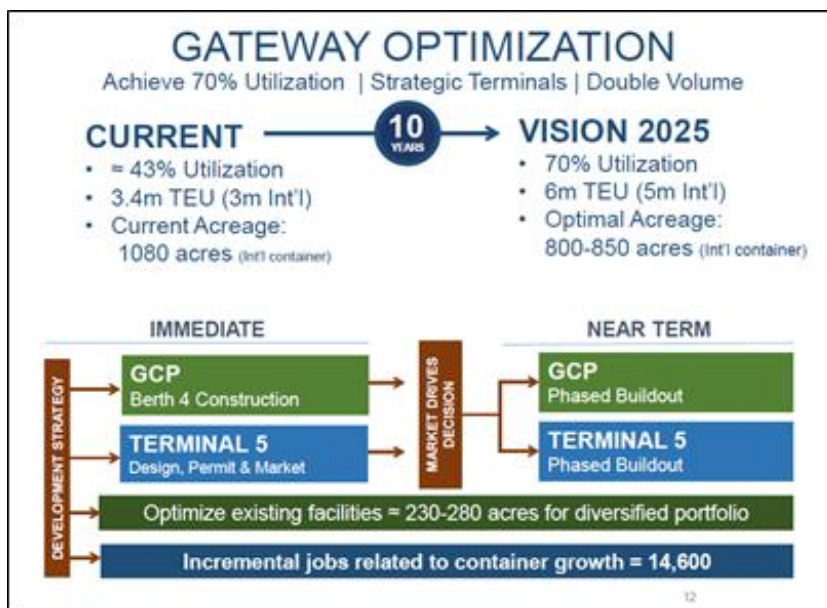 GATEWAY OPTIMIZATION
Achieve 70% Utilization | Strategic Terminals | Double Volume
CURRENT
• ≈ 43% Utilization
• 3.4m TEU (3m Int'l)
• Current Acreage:
1080 acres (Int'l container)
10
YEARS
VISION 2025
• 70% Utilization
• 6m TEU (5m Int'l)
• Optimal Acreage:
800-850 acres (Int'l container)
IMMEDIATE
NEAR TERM
DEVELOPMENT STRATEGY
GCP
Berth 4 Construction
TERMINAL 5
Design, Permit & Market
MARKET DRIVES
DECISION
GCP
Phased Buildout
TERMINAL 5
Phased Buildout
Optimize existing facilities ≈ 230-280 acres for diversified portfolio
Incremental jobs related to container growth = 14,600
12